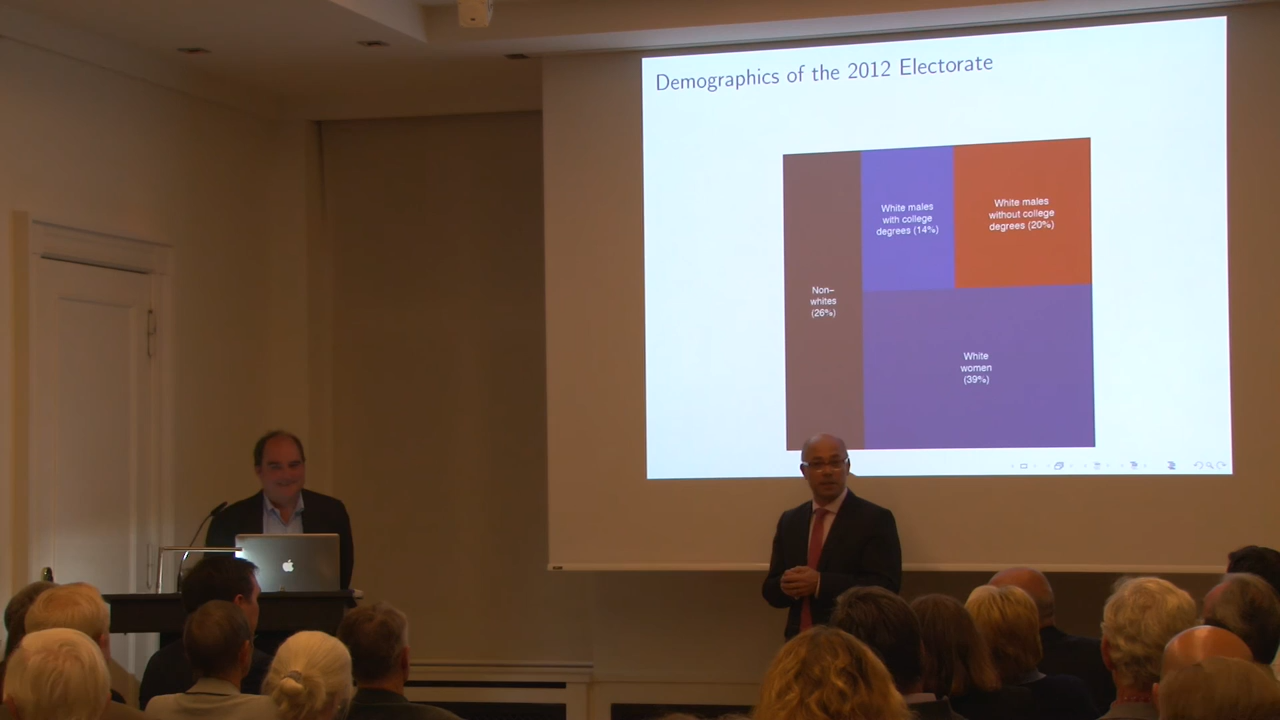 Demographics of the 2012 Electorate
White males
with college
degrees (14%)
White males
without college
degrees (20%)
Non–
whites
(26%)
White
women
(39%)